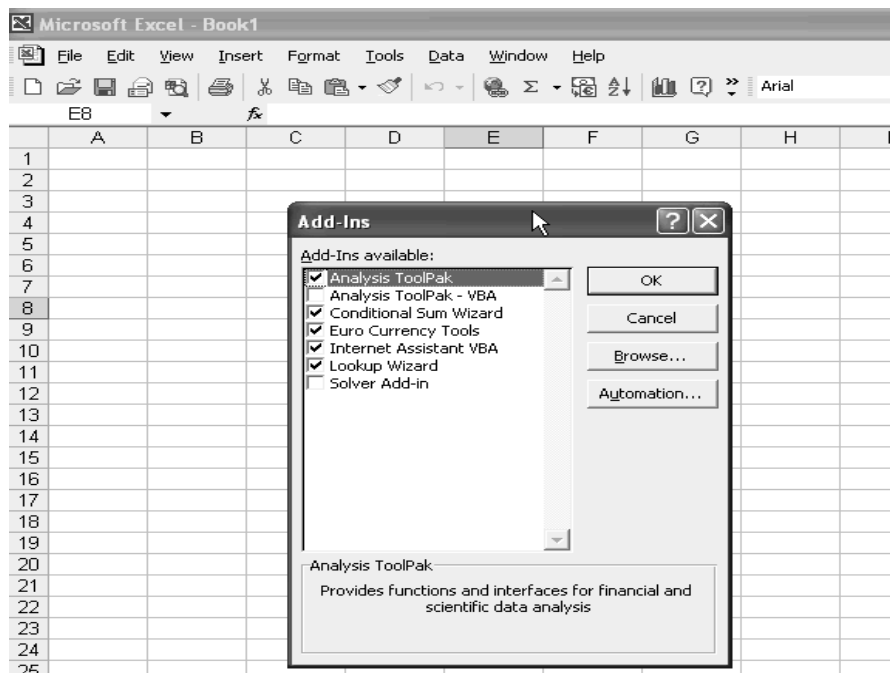 Microsoft Excel - Book1
File Edit View Insert Format Tools Data Window Help
Arial
E8 fx
A B C D E F G H
1
2
3
4
5
6
7
8
9
10
11
12
13
14
15
16
17
18
19
20
21
22
23
24
25
Add-Ins
Add-Ins available:
Analysis ToolPak
Analysis ToolPak - VBA
Conditional Sum Wizard
Euro Currency Tools
Internet Assistant VBA
Lookup Wizard
Solver Add-in
OK
Cancel
Browse...
Automation...
Analysis ToolPak
Provides functions and interfaces for financial and
scientific data analysis